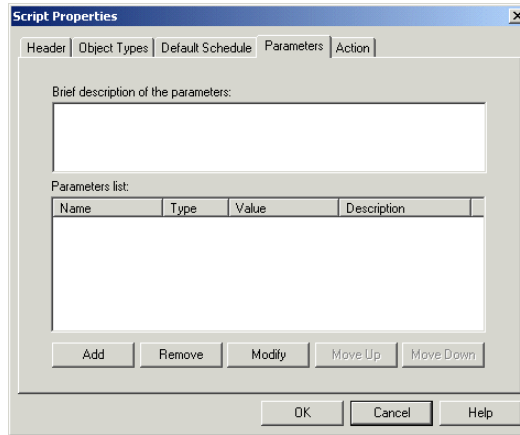 Script Properties
Header Object Types Default Schedule Parameters Action
Brief description of the parameters:
Parameters list:
Name Type Value Description
Add Remove Modify Move Up Move Down
OK Cancel Help